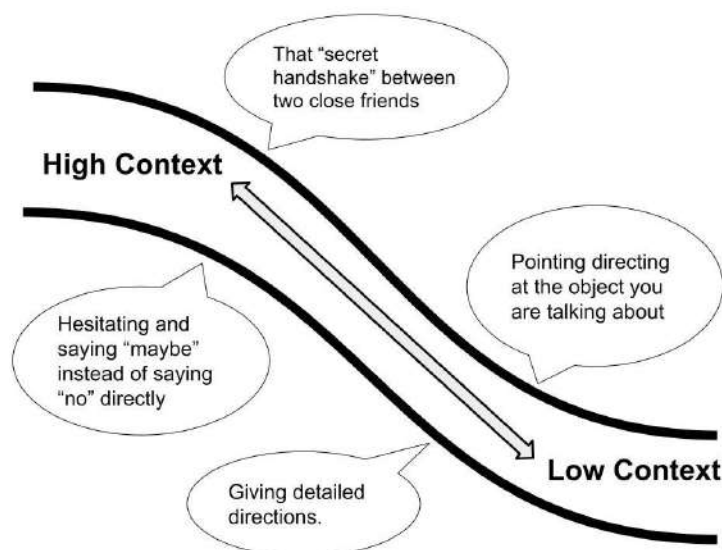 That “secret
handshake” between
two close friends
High Context
Pointing directing
at the object you
are talking about
Hesitating and
saying “maybe”
instead of saying
“no” directly
Low Context
Giving detailed
directions.